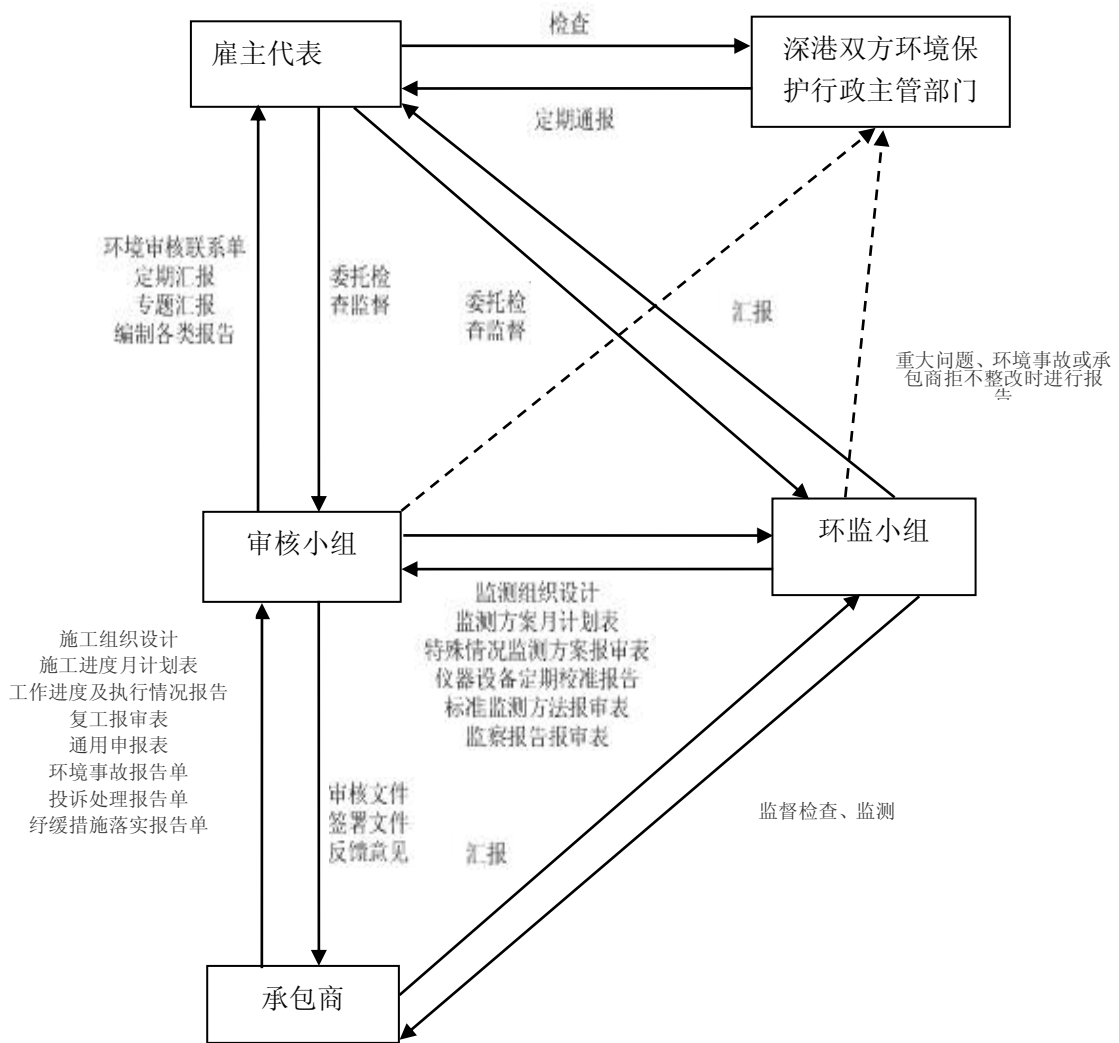 检查
雇主代表
深港双方环境保
护行政主管部门
定期通报
环境审核联系单
定期汇报
专题汇报
编制各类报告
委托检
查监督
委托检
查监督
汇报
重大问题、环境事故或承
包商拒不整改时进行报
告
审核小组
环监小组
监测组织设计
监测方案月计划表
特殊情况监测方案报审表
仪器设备定期校准报告
标准监测方法报审表
监察报告报审表
施工组织设计
施工进度月计划表
工作进度及执行情况报告
复工报审表
通用申报表
环境事故报告单
投诉处理报告单
纾缓措施落实报告单
审核文件
签署文件
反馈意见
汇报
监督检查、监测
承包商